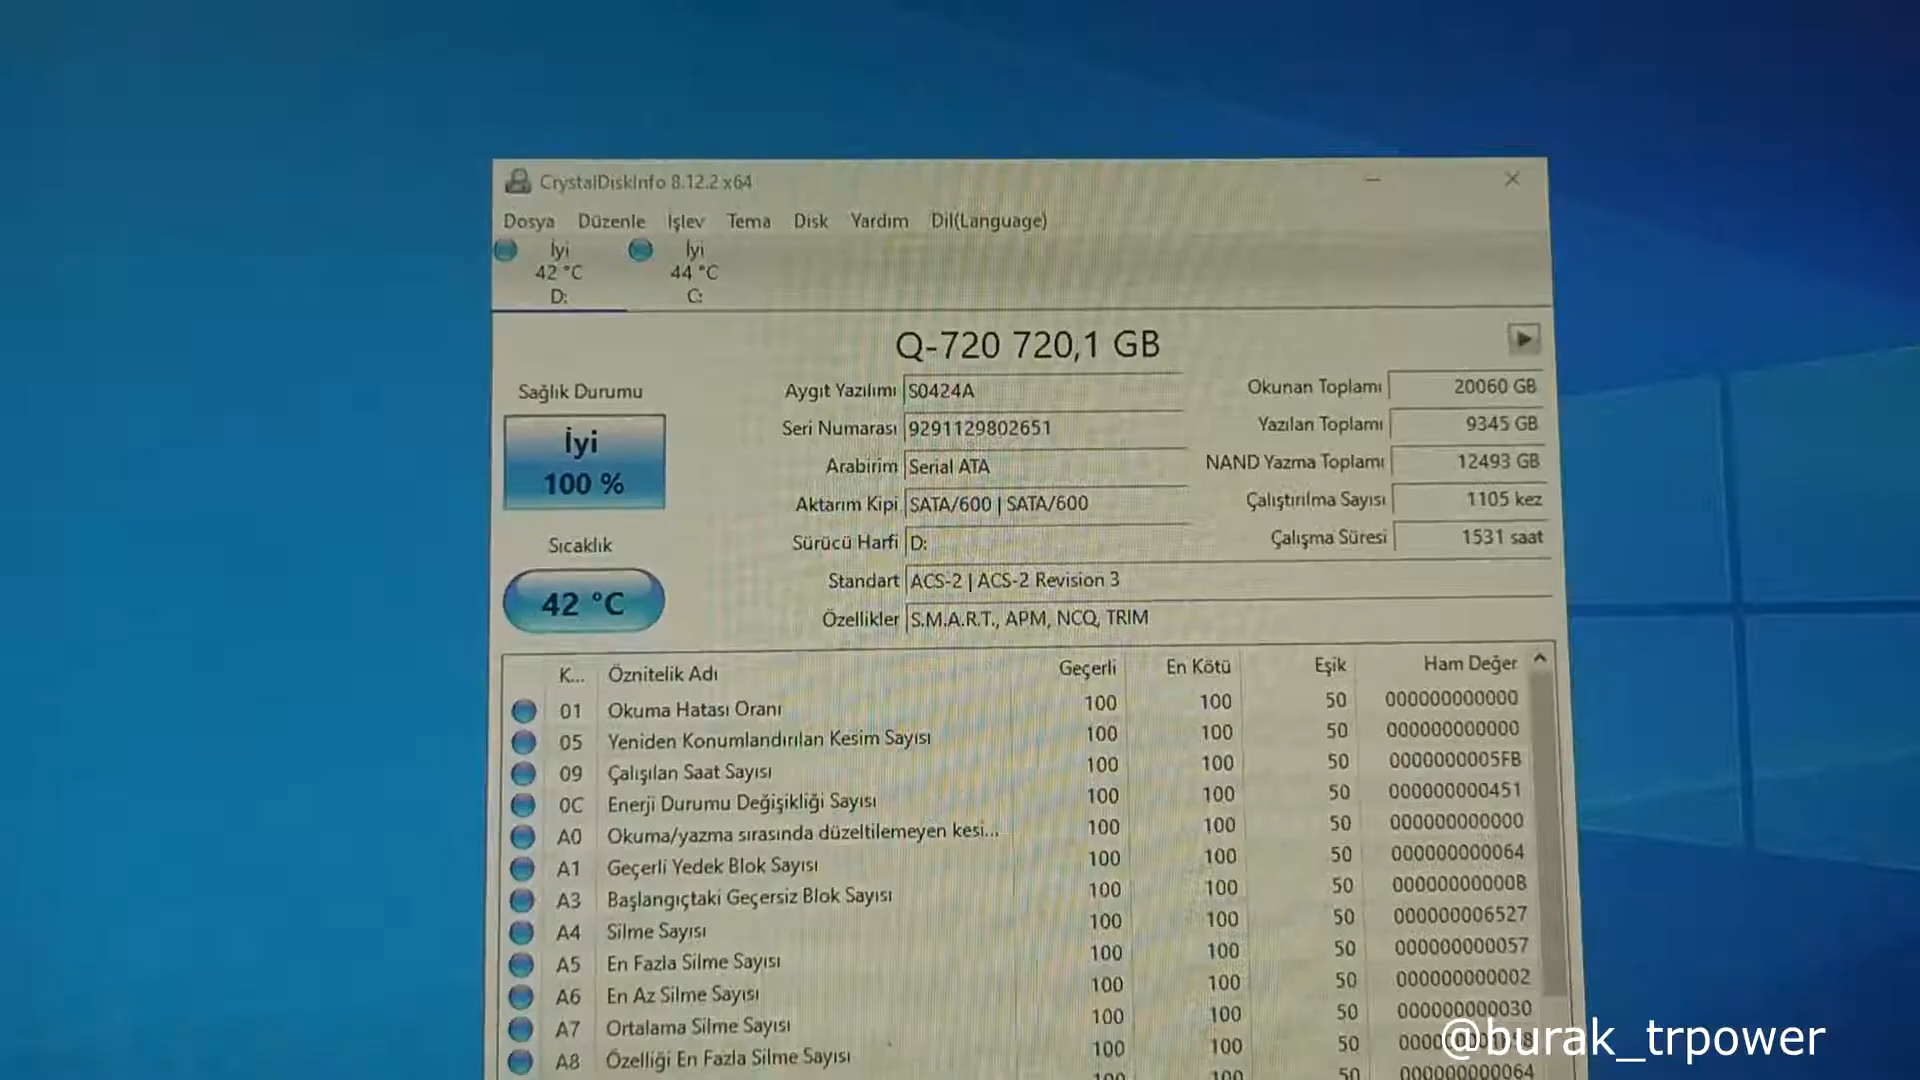 CrystalDiskInfo 8.12.2 x64
Dosya Düzenle İşlev Tema Disk Yardım Dil(Language)
İyi İyi
42 °C 44 °C
D: C:
Q-720 720,1 GB
Sağlık Durumu
İyi
100 %
Sıcaklık
42 °C
Aygıt Yazılımı S0424A
Seri Numarası 9291129802651
Arabirim Serial ATA
Aktarım Kipi SATA/600 | SATA/600
Sürücü Harfi D:
Standart ACS-2 | ACS-2 Revision 3
Özellikler S.M.A.R.T., APM, NCQ, TRIM
Okunan Toplamı 20060 GB
Yazılan Toplamı 9345 GB
NAND Yazma Toplamı 12493 GB
Çalıştırılma Sayısı 1105 kez
Çalışma Süresi 1531 saat
K... Öznitelik Adı Geçerli En Kötü Eşik Ham Değer
01 Okuma Hatası Oranı 100 100 50 000000000000
05 Yeniden Konumlandırılan Kesim Sayısı 100 100 50 000000000000
09 Çalışılan Saat Sayısı 100 100 50 0000000005FB
0C Enerji Durumu Değişikliği Sayısı 100 100 50 000000000451
A0 Okuma/yazma sırasında düzeltilemeyen kesi... 100 100 50 000000000000
A1 Geçerli Yedek Blok Sayısı 100 100 50 000000000064
A3 Başlangıçtaki Geçersiz Blok Sayısı 100 100 50 00000000000B
A4 Silme Sayısı 100 100 50 000000006527
A5 En Fazla Silme Sayısı 100 100 50 000000000057
A6 En Az Silme Sayısı 100 100 50 000000000002
A7 Ortalama Silme Sayısı 100 100 50 000000000030
A8 Özelliği En Fazla Silme Sayısı 100 100 50
100 100 50 000000000064
@burak_trpower